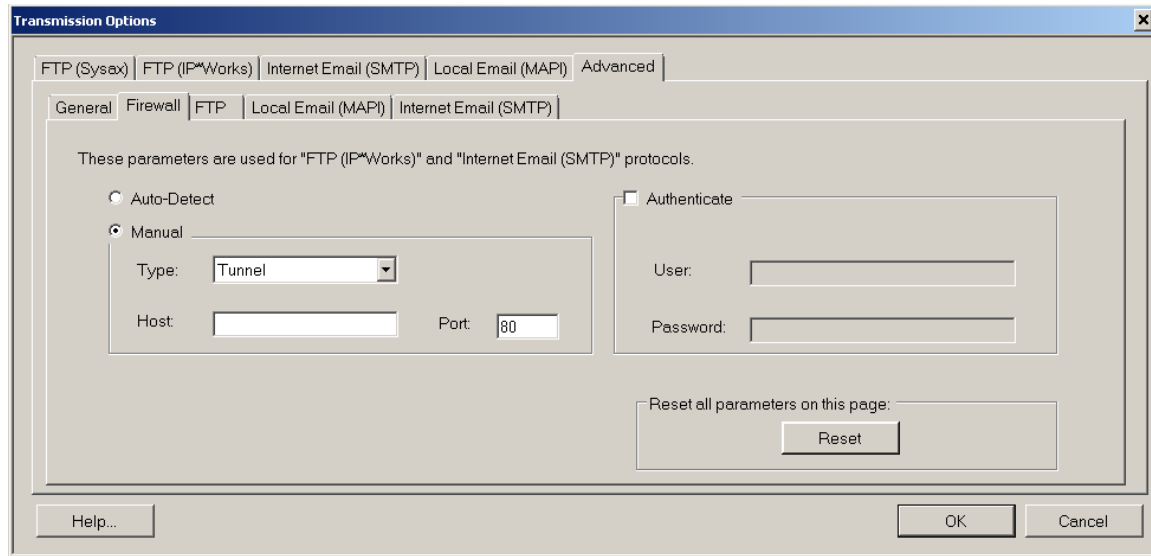 Transmission Options
FTP (Sysax) FTP (IP*Works) Internet Email (SMTP) Local Email (MAPI) Advanced
General Firewall FTP Local Email (MAPI) Internet Email (SMTP)
These parameters are used for "FTP (IP*Works)" and "Internet Email (SMTP)" protocols.
Auto-Detect
Manual
Type: Tunnel
Host: Port: 80
Authenticate
User:
Password:
Reset all parameters on this page:
Reset
Help... OK Cancel